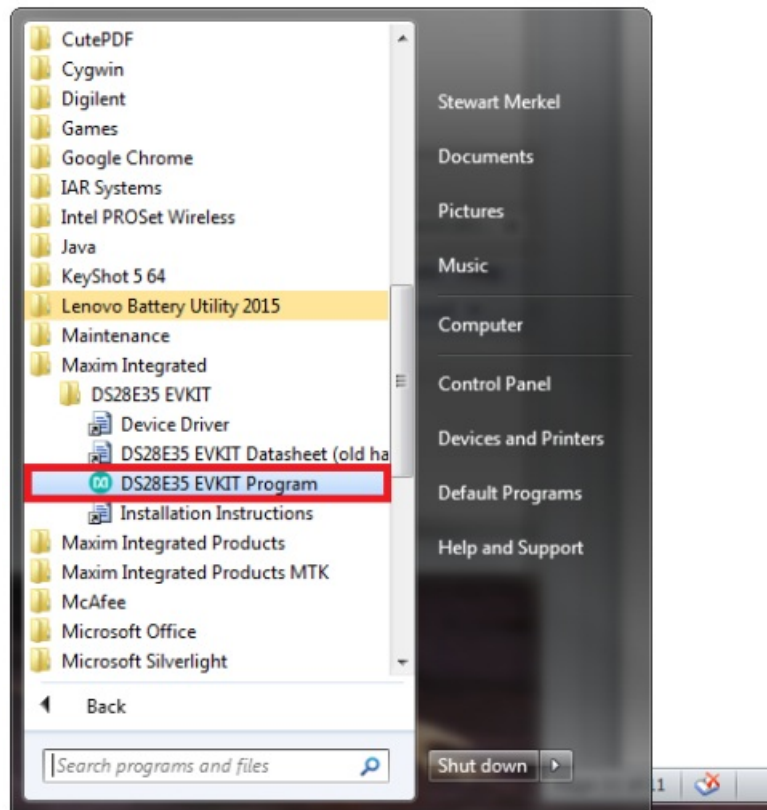 CutePDF
Cygwin
Digilent
Games
Google Chrome
IAR Systems
Intel PROSet Wireless
Java
KeyShot 5 64
Lenovo Battery Utility 2015
Maintenance
Maxim Integrated
DS28E35 EVKIT
Device Driver
DS28E35 EVKIT Datasheet (old ha
DS28E35 EVKIT Program
Installation Instructions
Maxim Integrated Products
Maxim Integrated Products MTK
McAfee
Microsoft Office
Microsoft Silverlight
Back
Search programs and files
Stewart Merkel
Documents
Pictures
Music
Computer
Control Panel
Devices and Printers
Default Programs
Help and Support
Shut down